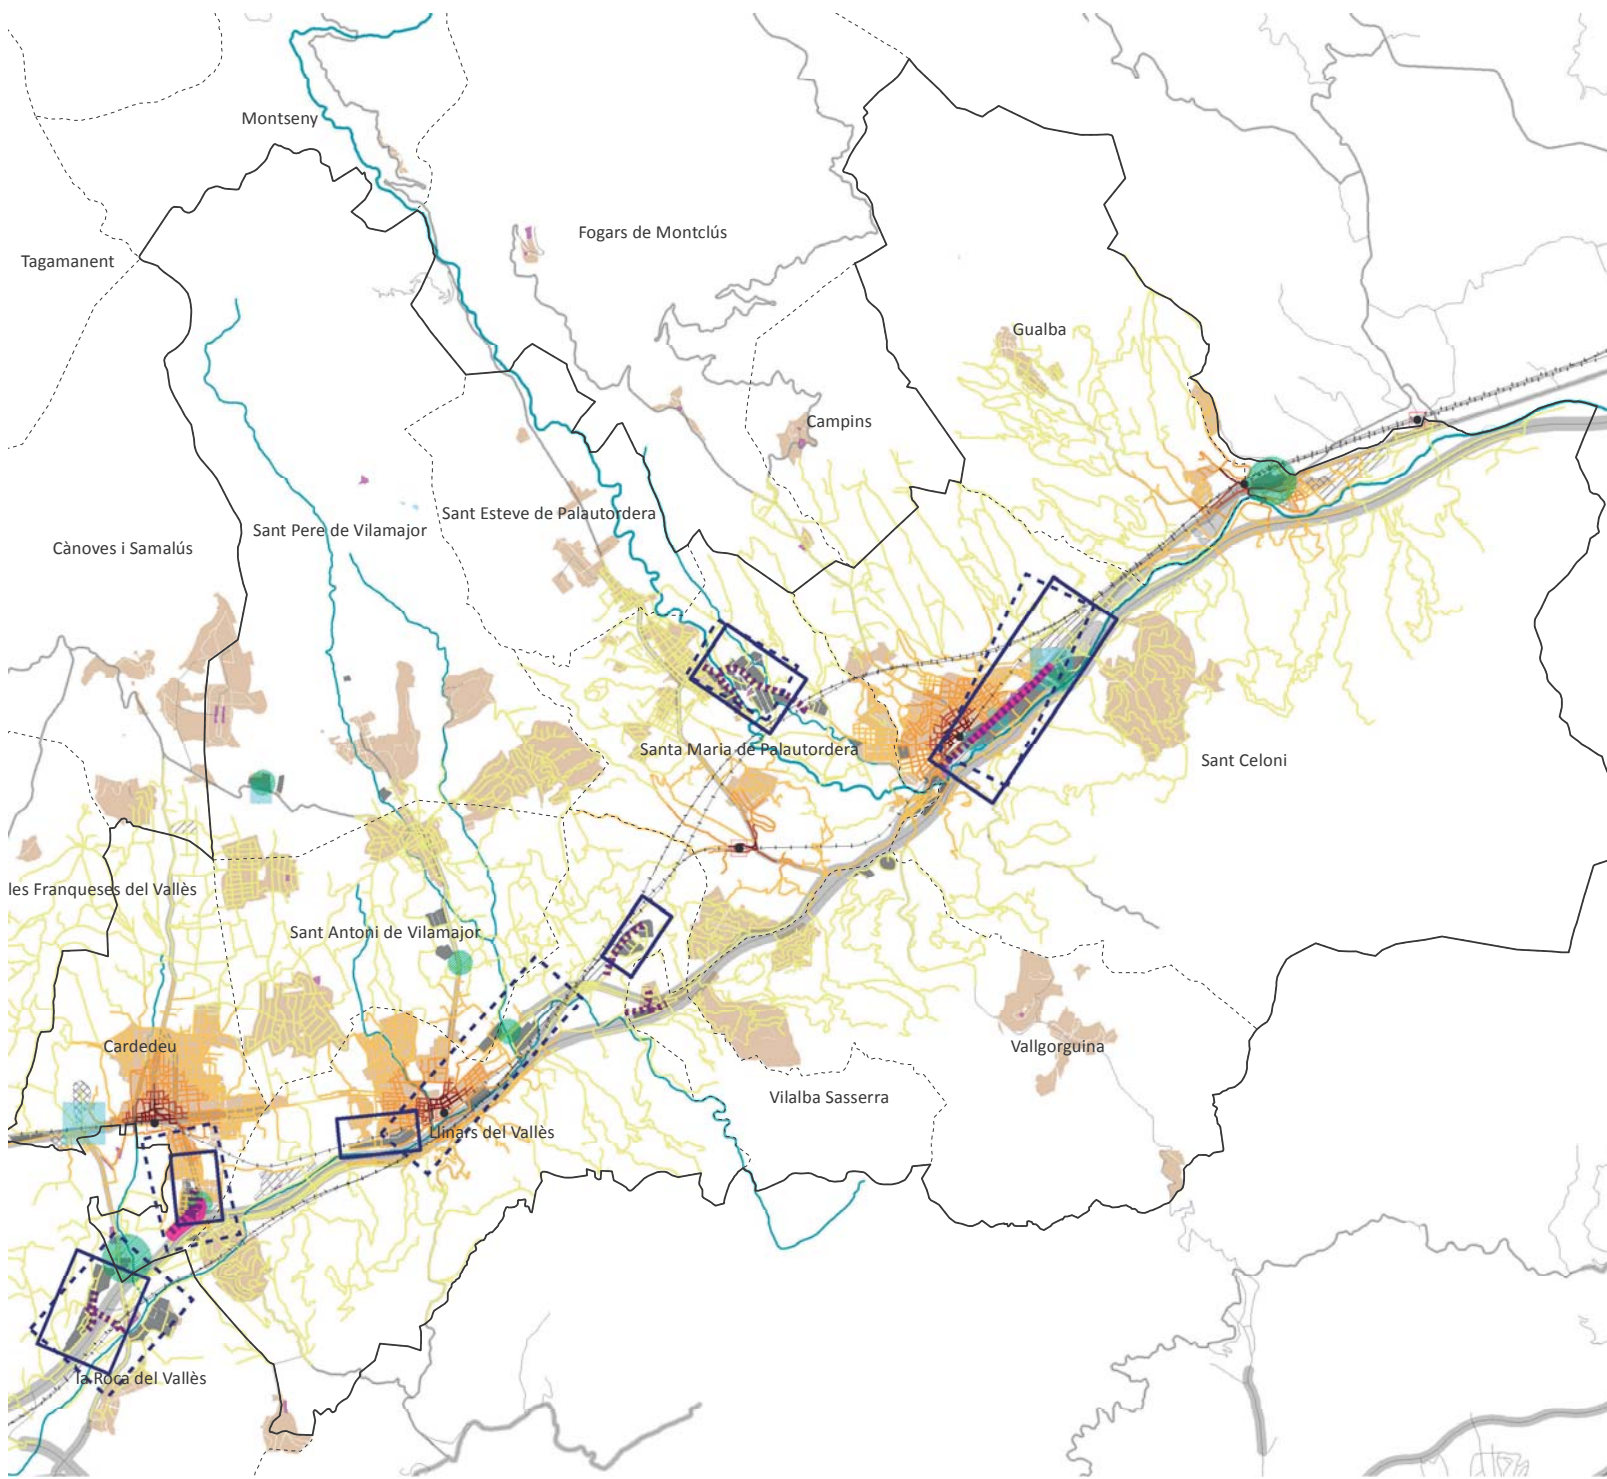 Montseny
Fogars de Montclús
Tagamanent
Gualba
Campins
Sant Esteve de Palautordera
Sant Pere de Vilamajor
Cànoves i Samalús
Santa Maria de Palautordera
Sant Celoni
les Franqueses del Vallès
Sant Antoni de Vilamajor
Cardedeu
Vallgorguina
Vilalba Sasserra
Llinars del Vallès
la Roca del Vallès